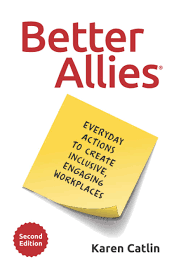 Better
Allies®
EVERYDAY
ACTIONS
TO CREATE
INCLUSIVE,
ENGAGING
WORKPLACES
Second
Edition
Karen Catlin